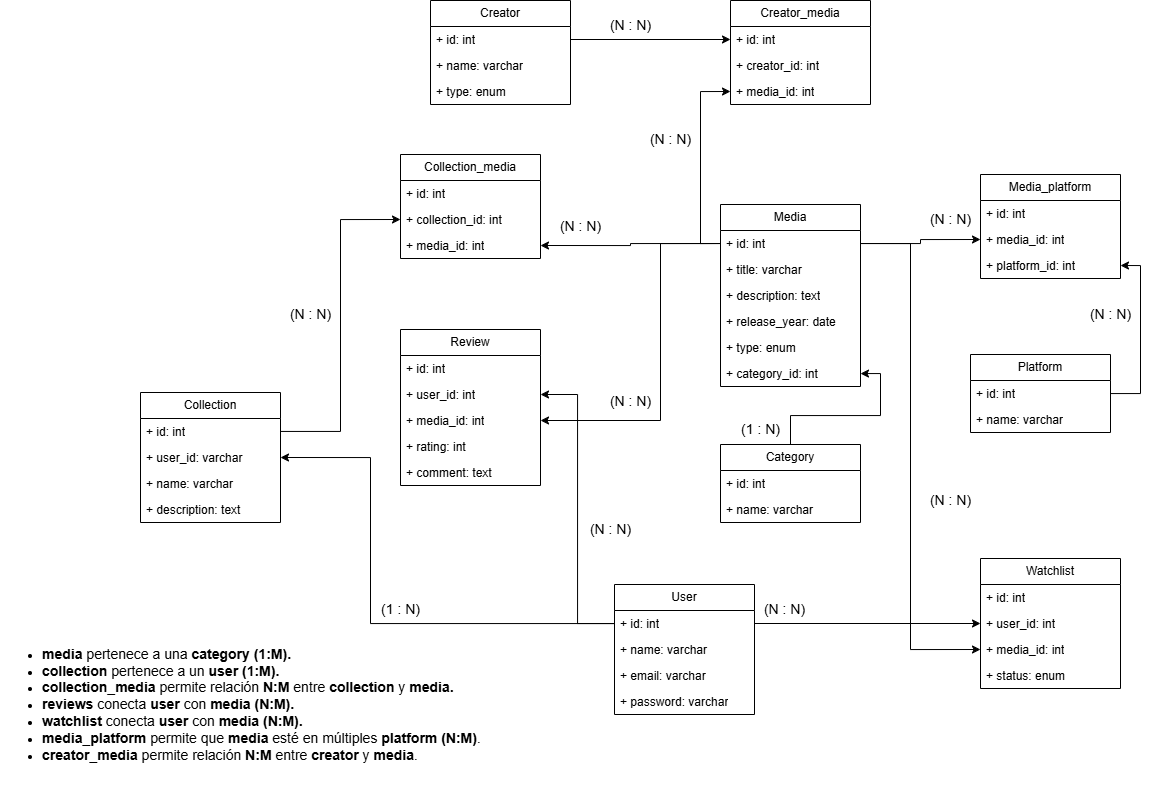 Creator
+ id: int
+ name: varchar
+ type: enum
(N : N)
Creator_media
+ id: int
+ creator_id: int
+ media_id: int
(N : N)
Collection_media
+ id: int
+ collection_id: int
+ media_id: int
(N : N)
Media
+ id: int
+ title: varchar
+ description: text
+ release_year: date
+ type: enum
+ category_id: int
(N : N)
Media_platform
+ id: int
+ media_id: int
+ platform_id: int
(N : N)
(N : N)
Review
+ id: int
+ user_id: int
+ media_id: int
+ rating: int
+ comment: text
(N : N)
Platform
+ id: int
+ name: varchar
Collection
+ id: int
+ user_id: varchar
+ name: varchar
+ description: text
(1 : N)
Category
+ id: int
+ name: varchar
(N : N)
(N : N)
(1 : N)
User
+ id: int
+ name: varchar
+ email: varchar
+ password: varchar
(N : N)
Watchlist
+ id: int
+ user_id: int
+ media_id: int
+ status: enum
• media pertenece a una category (1:M).
• collection pertenece a un user (1:M).
• collection_media permite relación N:M entre collection y media.
• reviews conecta user con media (N:M).
• watchlist conecta user con media (N:M).
• media_platform permite que media esté en múltiples platform (N:M).
• creator_media permite relación N:M entre creator y media.